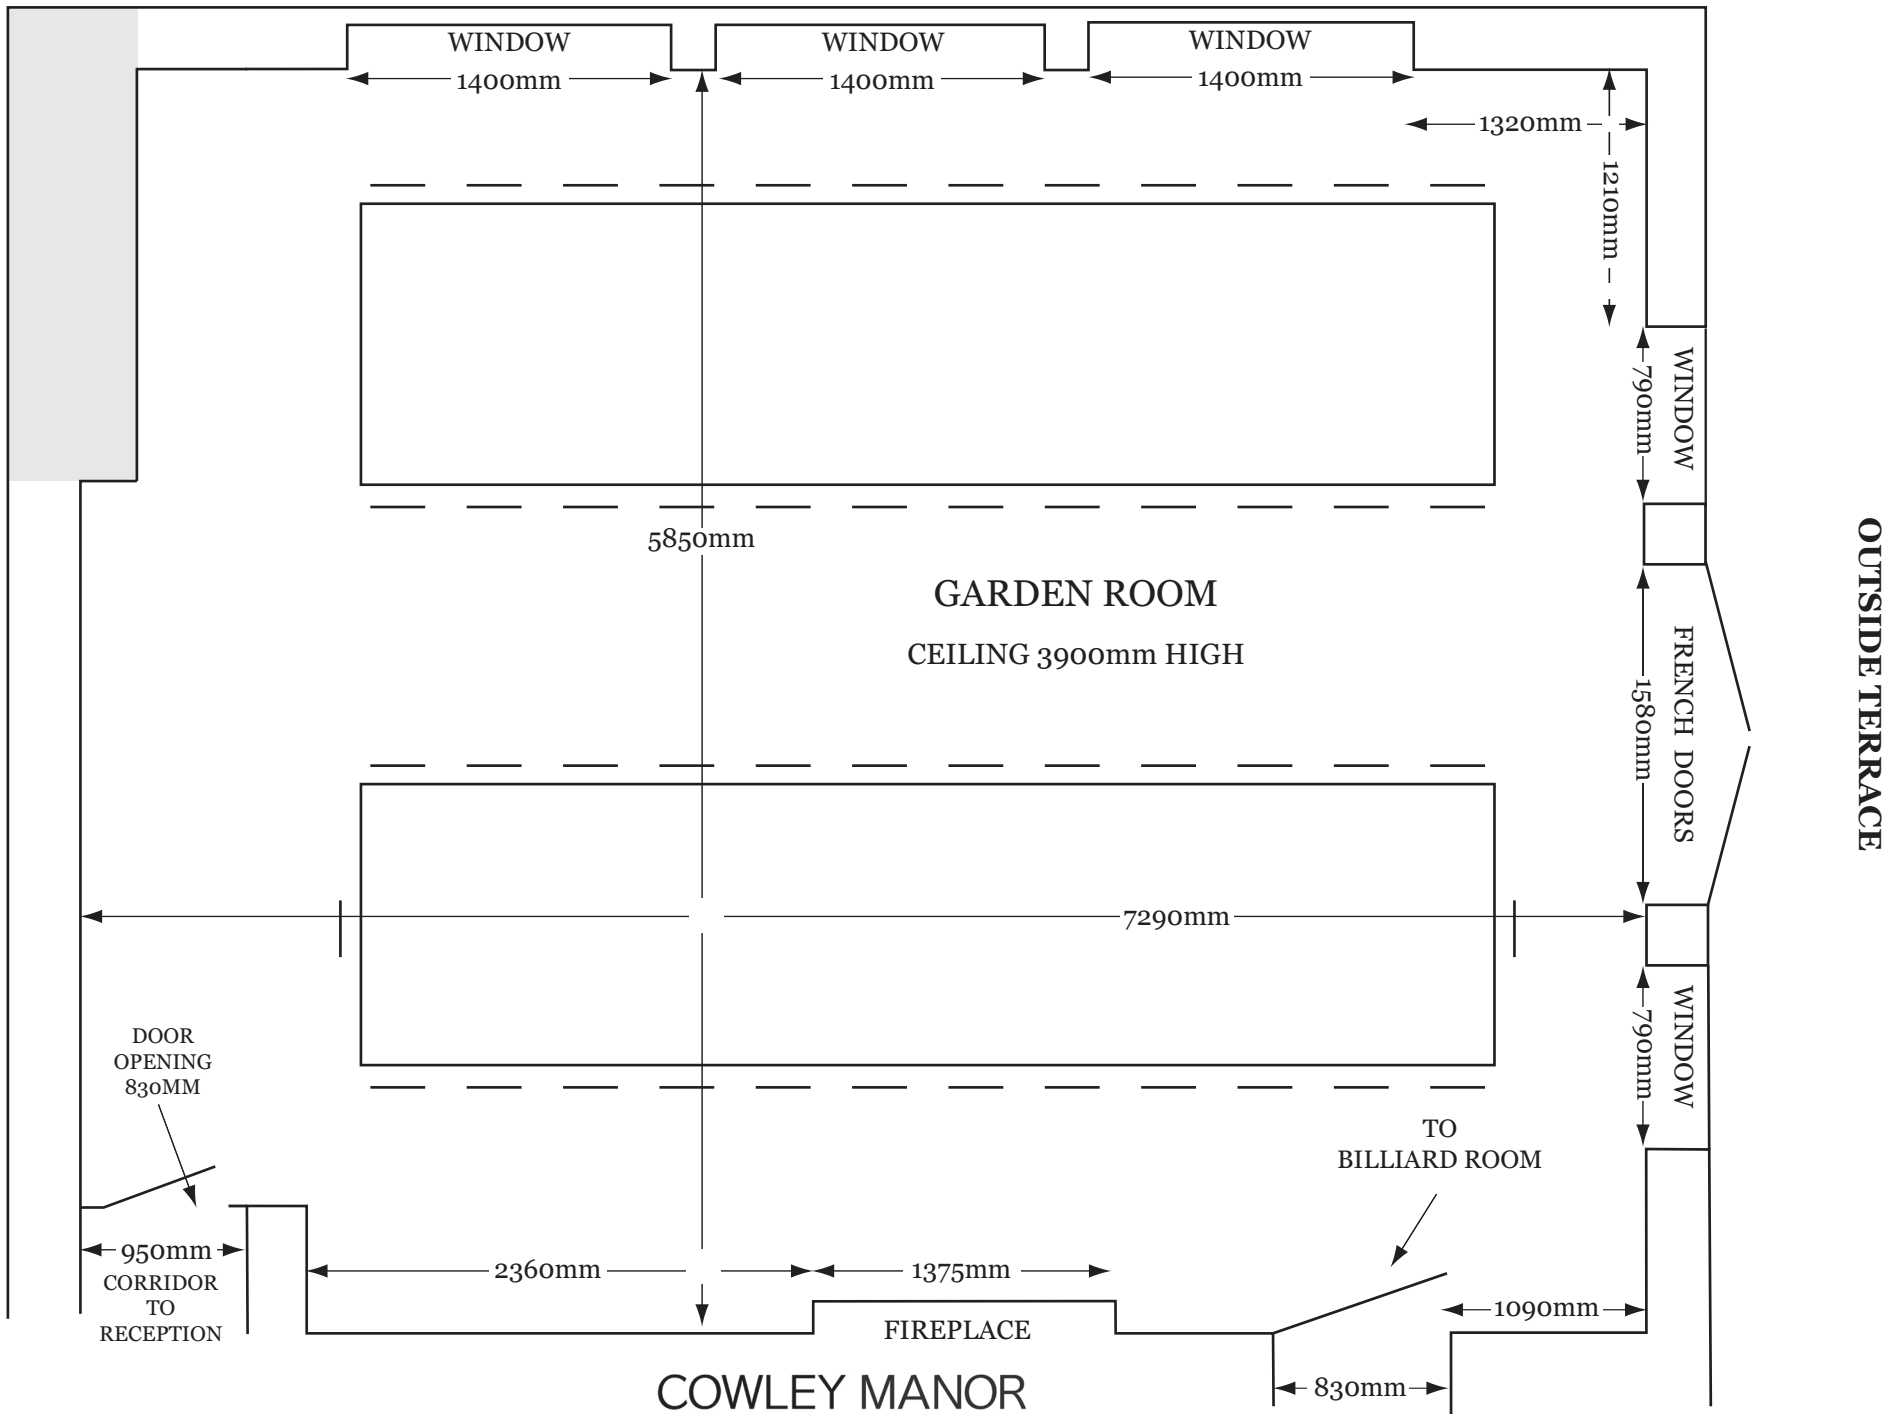 WINDOW
1400mm
WINDOW
1400mm
WINDOW
1400mm
1320mm
1210mm
WINDOW
790mm
5850mm
GARDEN ROOM
CEILING 3900mm HIGH
FRENCH DOORS
1580mm
OUTSIDE TERRACE
7290mm
WINDOW
790mm
DOOR
OPENING
830MM
TO
BILLIARD ROOM
950mm
CORRIDOR
TO
RECEPTION
2360mm
1375mm
FIREPLACE
1090mm
830mm
COWLEY MANOR